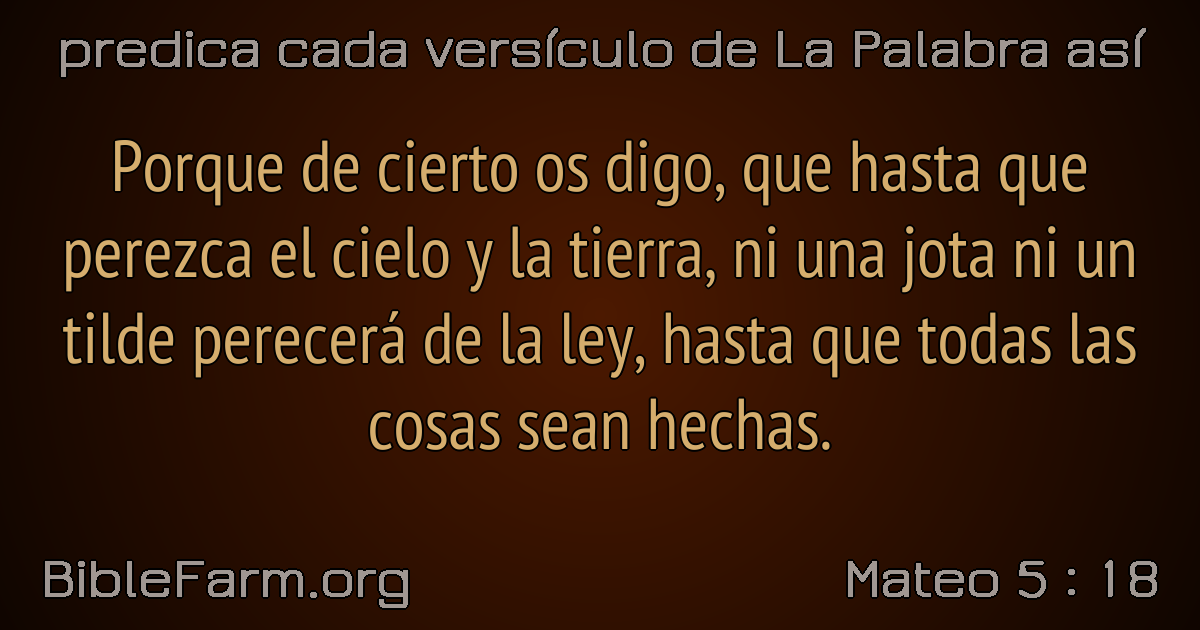 predica cada versículo de La Palabra así
Porque de cierto os digo, que hasta que
perezca el cielo y la tierra, ni una jota ni un
tilde perecerá de la ley, hasta que todas las
cosas sean hechas.
BibleFarm.org
Mateo 5 : 18